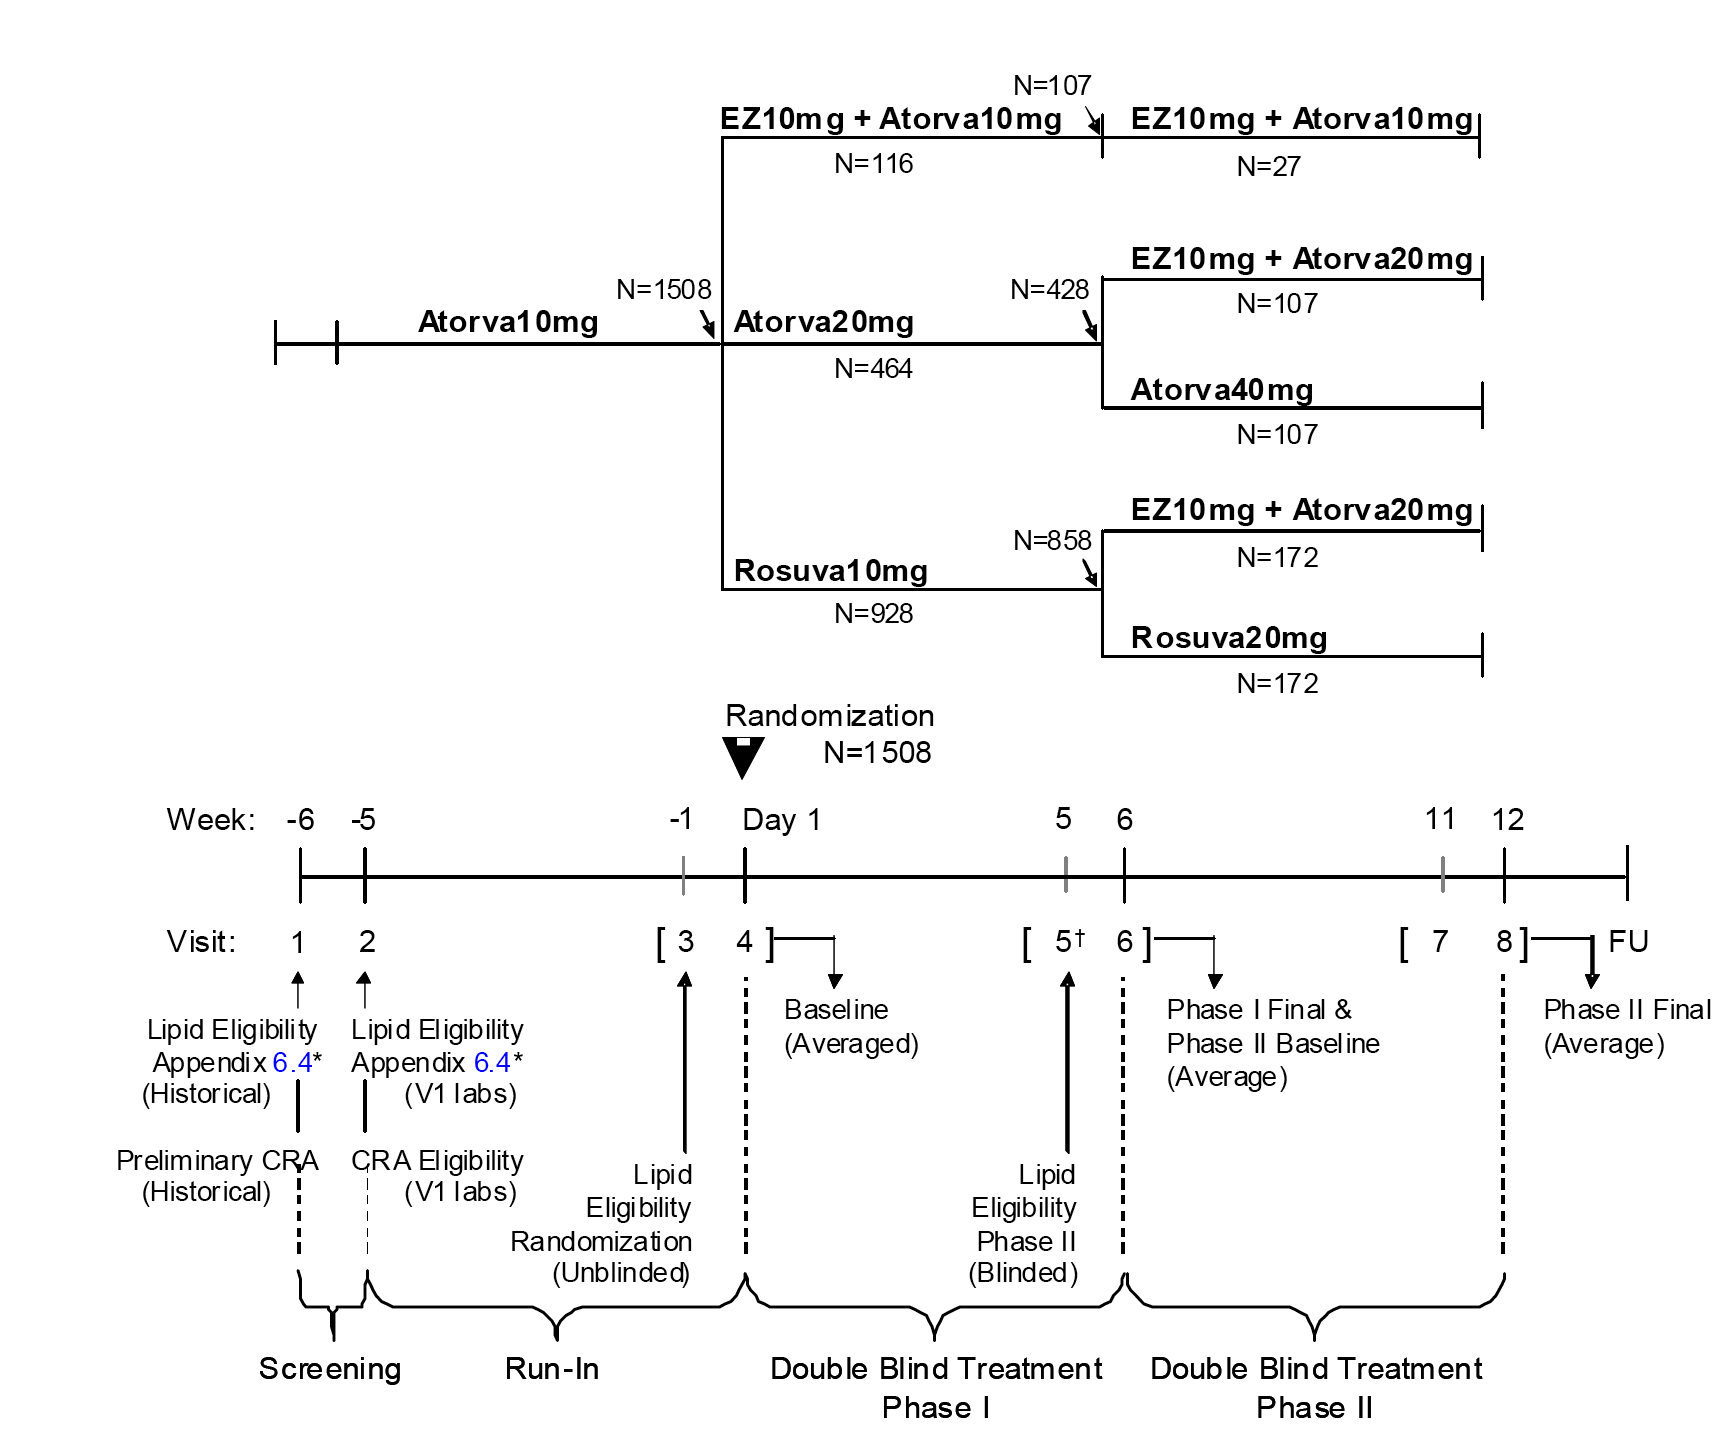 N=107
EZ10mg + Atorva10mg
EZ10mg + Atorva10mg
N=116
N=27
EZ10mg + Atorva20mg
N=1508
N=428
N=107
Atorva10mg
Atorva20mg
N=464
Atorva40mg
N=107
EZ10mg + Atorva20mg
N=858
N=172
Rosuva10mg
N=928
Rosuva20mg
N=172
Randomization
N=1508
Week: -6 -5 -1 Day 1 5 6 11 12
Visit: 1 2 [ 3 4 ] [ 5† 6 ] [ 7 8 ] FU
Lipid Eligibility
Appendix 6.4*
(Historical)
Lipid Eligibility
Appendix 6.4*
(V1 labs)
Baseline
(Averaged)
Phase I Final &
Phase II Baseline
(Average)
Phase II Final
(Average)
Preliminary CRA
(Historical)
CRA Eligibility
(V1 labs)
Lipid
Eligibility
Randomization
(Unblinded)
Lipid
Eligibility
Phase II
(Blinded)
Screening
Run-In
Double Blind Treatment
Phase I
Double Blind Treatment
Phase II